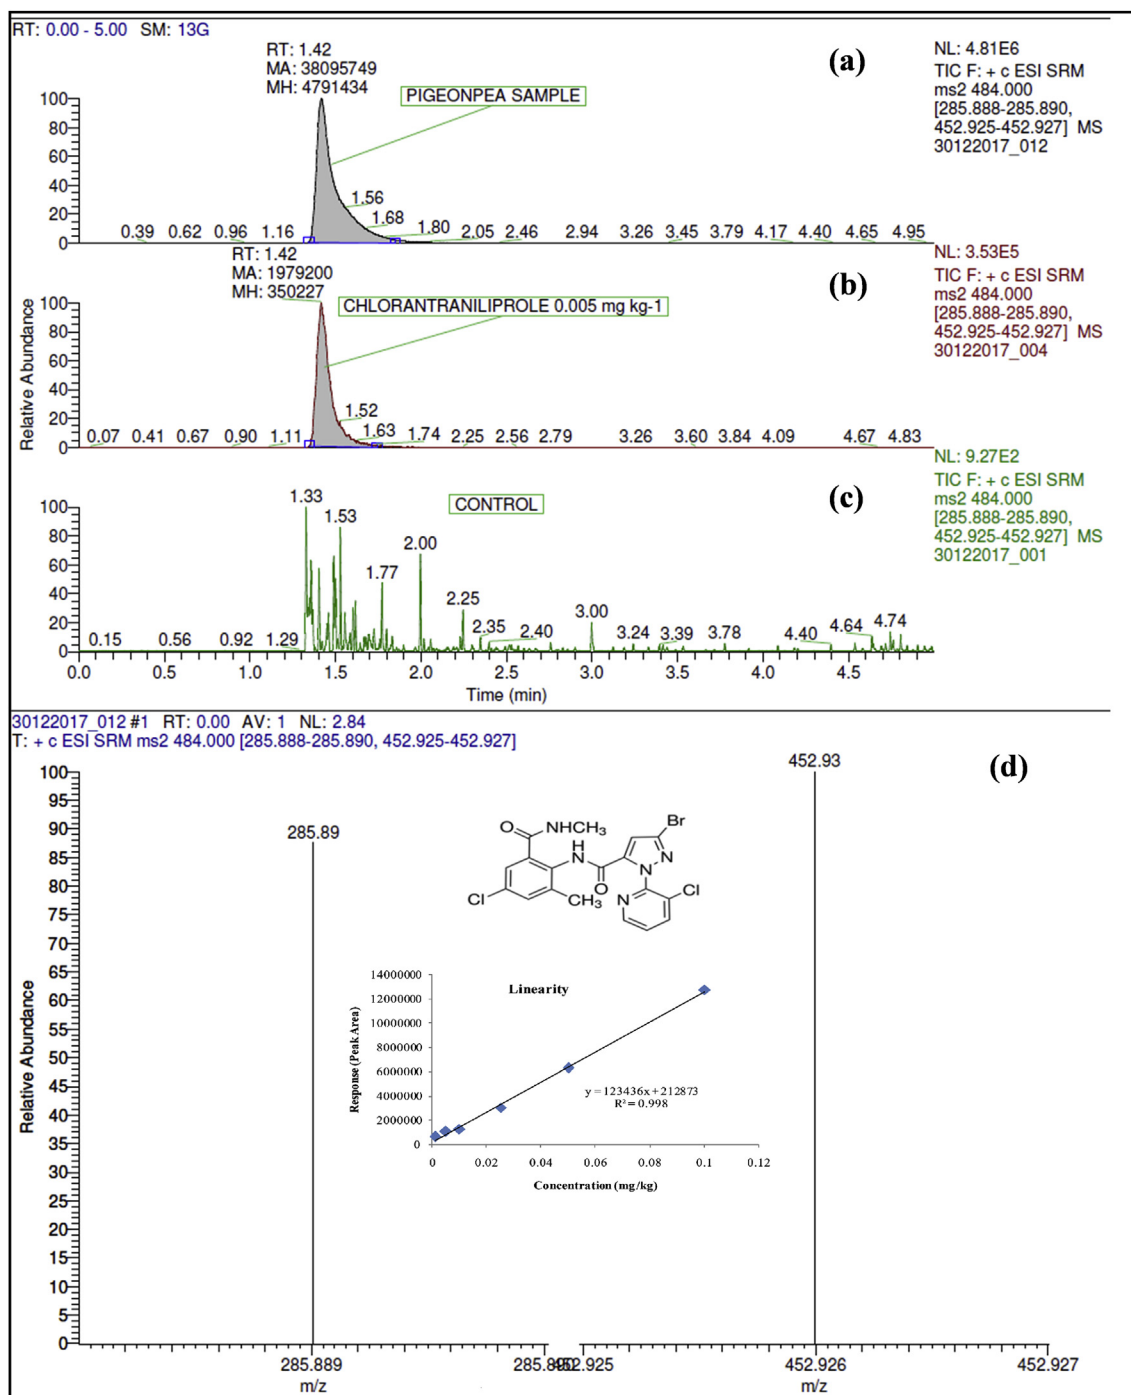 RT: 0.00 - 5.00 SM: 13G
RT: 1.42
MA: 38095749
MH: 4791434
(a)
NL: 4.81E6
TIC F: + c ESI SRM
ms2 484.000
[285.888-285.890,
452.925-452.927] MS
30122017_012
PIGEONPEA SAMPLE
100
80
60
40
20
0
1.56
1.68
1.80
0.39 0.62 0.96 1.16 2.05 2.46 2.94 3.26 3.45 3.79 4.17 4.40 4.65 4.95
RT: 1.42
MA: 1979200
MH: 350227
(b)
NL: 3.53E5
TIC F: + c ESI SRM
ms2 484.000
[285.888-285.890,
452.925-452.927] MS
30122017_004
CHLORANTRANILIPROLE 0.005 mg kg-1
Relative Abundance
100
80
60
40
20
0
1.52
1.63
0.07 0.41 0.67 0.90 1.11 1.74 2.25 2.56 2.79 3.26 3.60 3.84 4.09 4.67 4.83
(c)
NL: 9.27E2
TIC F: + c ESI SRM
ms2 484.000
[285.888-285.890,
452.925-452.927] MS
30122017_001
CONTROL
100
80
60
40
20
0
1.33
1.53
2.00
1.77
2.25
3.00
0.15 0.56 0.92 1.29 2.35 2.40 3.24 3.39 3.78 4.40 4.64 4.74
0.0 0.5 1.0 1.5 2.0 2.5 3.0 3.5 4.0 4.5
Time (min)
30122017_012 #1 RT: 0.00 AV: 1 NL: 2.84
T: + c ESI SRM ms2 484.000 [285.888-285.890, 452.925-452.927]
(d)
452.93
285.89
Relative Abundance
100
95
90
85
80
75
70
65
60
55
50
45
40
35
30
25
20
15
10
5
0
O
NHCH3
Br
H
N
N
N
O
Cl
CH3
N
Cl
Linearity
Response (Peak Area)
14000000
12000000
10000000
8000000
6000000
4000000
2000000
0
y = 123436x + 212873
R² = 0.998
0 0.02 0.04 0.06 0.08 0.1 0.12
Concentration (mg/kg)
285.889 452.925 452.926 452.927
m/z m/z